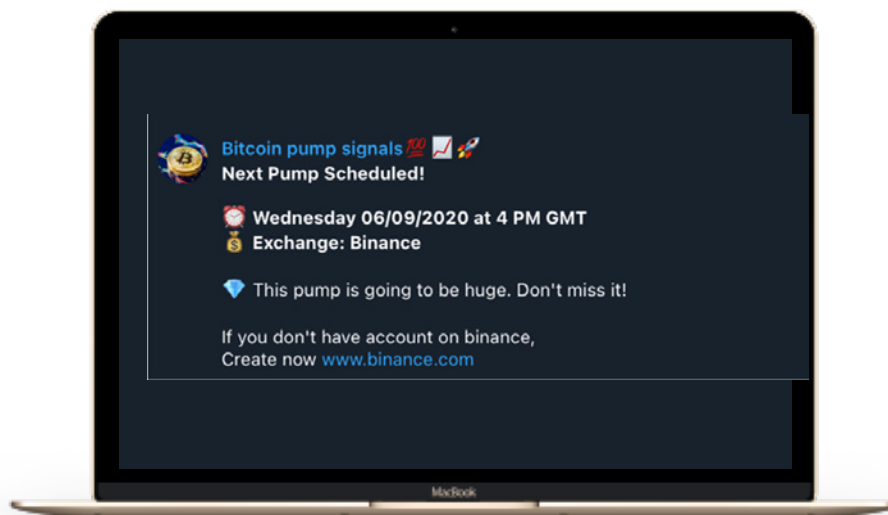 Bitcoin pump signals💯📈🚀
Next Pump Scheduled!
⏰ Wednesday 06/09/2020 at 4 PM GMT
💰 Exchange: Binance
💎 This pump is going to be huge. Don't miss it!
If you don't have account on binance,
Create now www.binance.com
MacBook